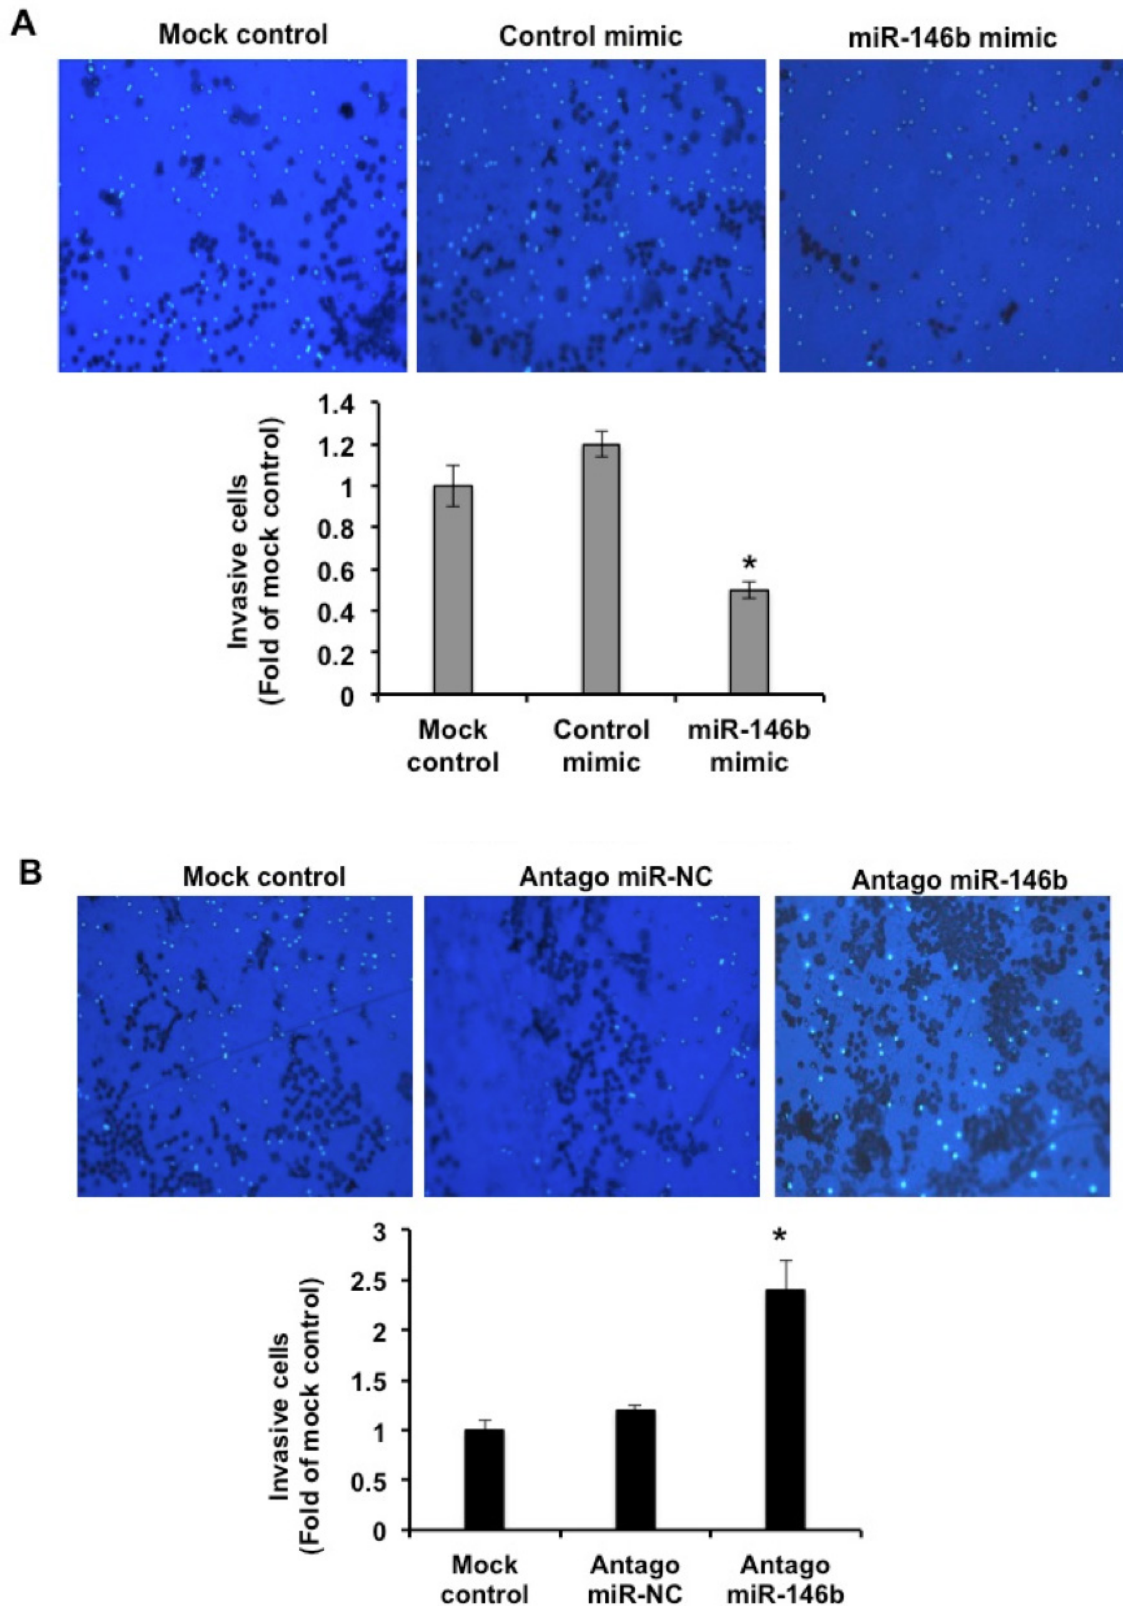 A
Mock control
Control mimic
miR-146b mimic
1.4
1.2
1
0.8
0.6
0.4
0.2
0
Invasive cells
(Fold of mock control)
*
Mock
control
Control
mimic
miR-146b
mimic
B
Mock control
Antago miR-NC
Antago miR-146b
3
2.5
2
1.5
1
0.5
0
Invasive cells
(Fold of mock control)
*
Mock
control
Antago
miR-NC
Antago
miR-146b